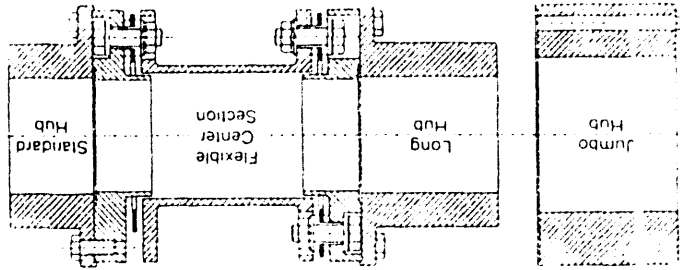 Standard
Hub
Flexible
Center
Section
Long
Hub
Jumbo
Hub